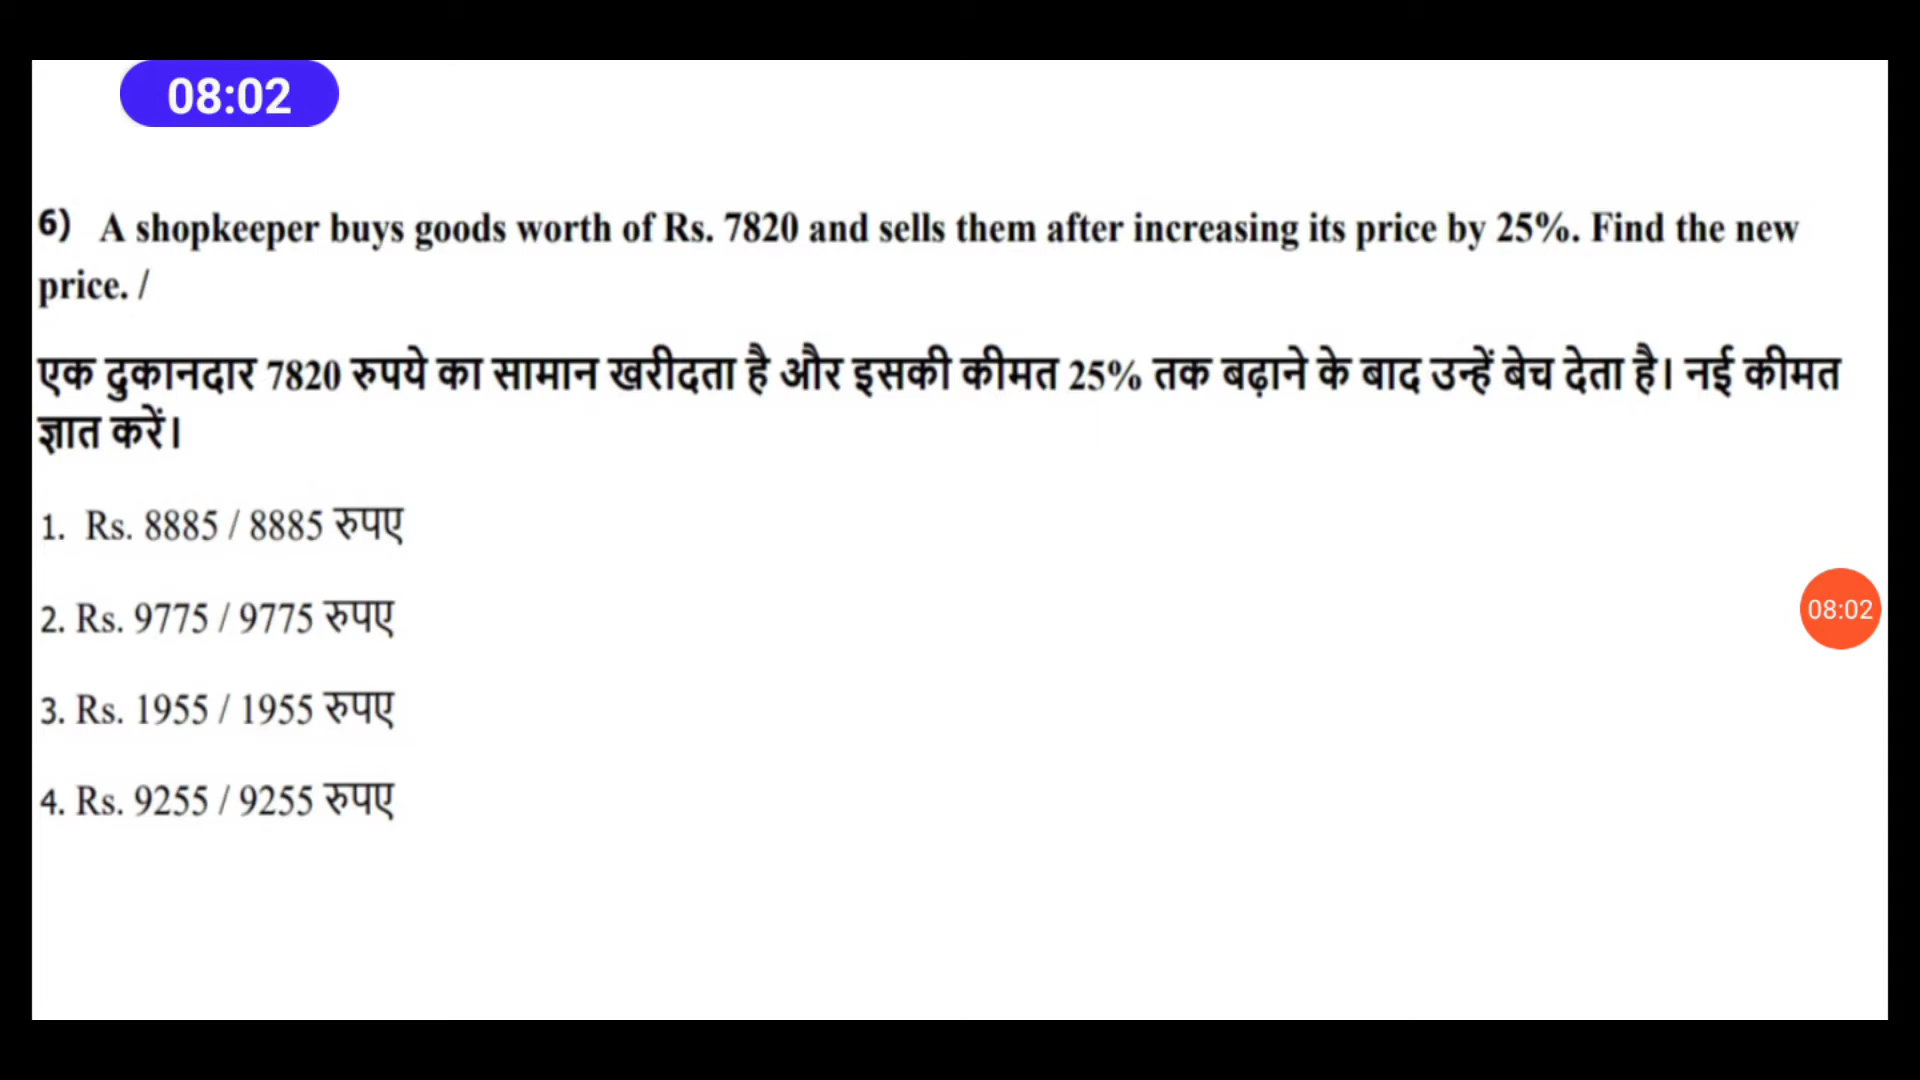 08:02
6) A shopkeeper buys goods worth of Rs. 7820 and sells them after increasing its price by 25%. Find the new
price. /
एक दुकानदार 7820 रुपये का सामान खरीदता है और इसकी कीमत 25% तक बढ़ाने के बाद उन्हें बेच देता है। नई कीमत
ज्ञात करें।
1. Rs. 8885 / 8885 रुपए
2. Rs. 9775 / 9775 रुपए
08:02
3. Rs. 1955 / 1955 रुपए
4. Rs. 9255 / 9255 रुपए